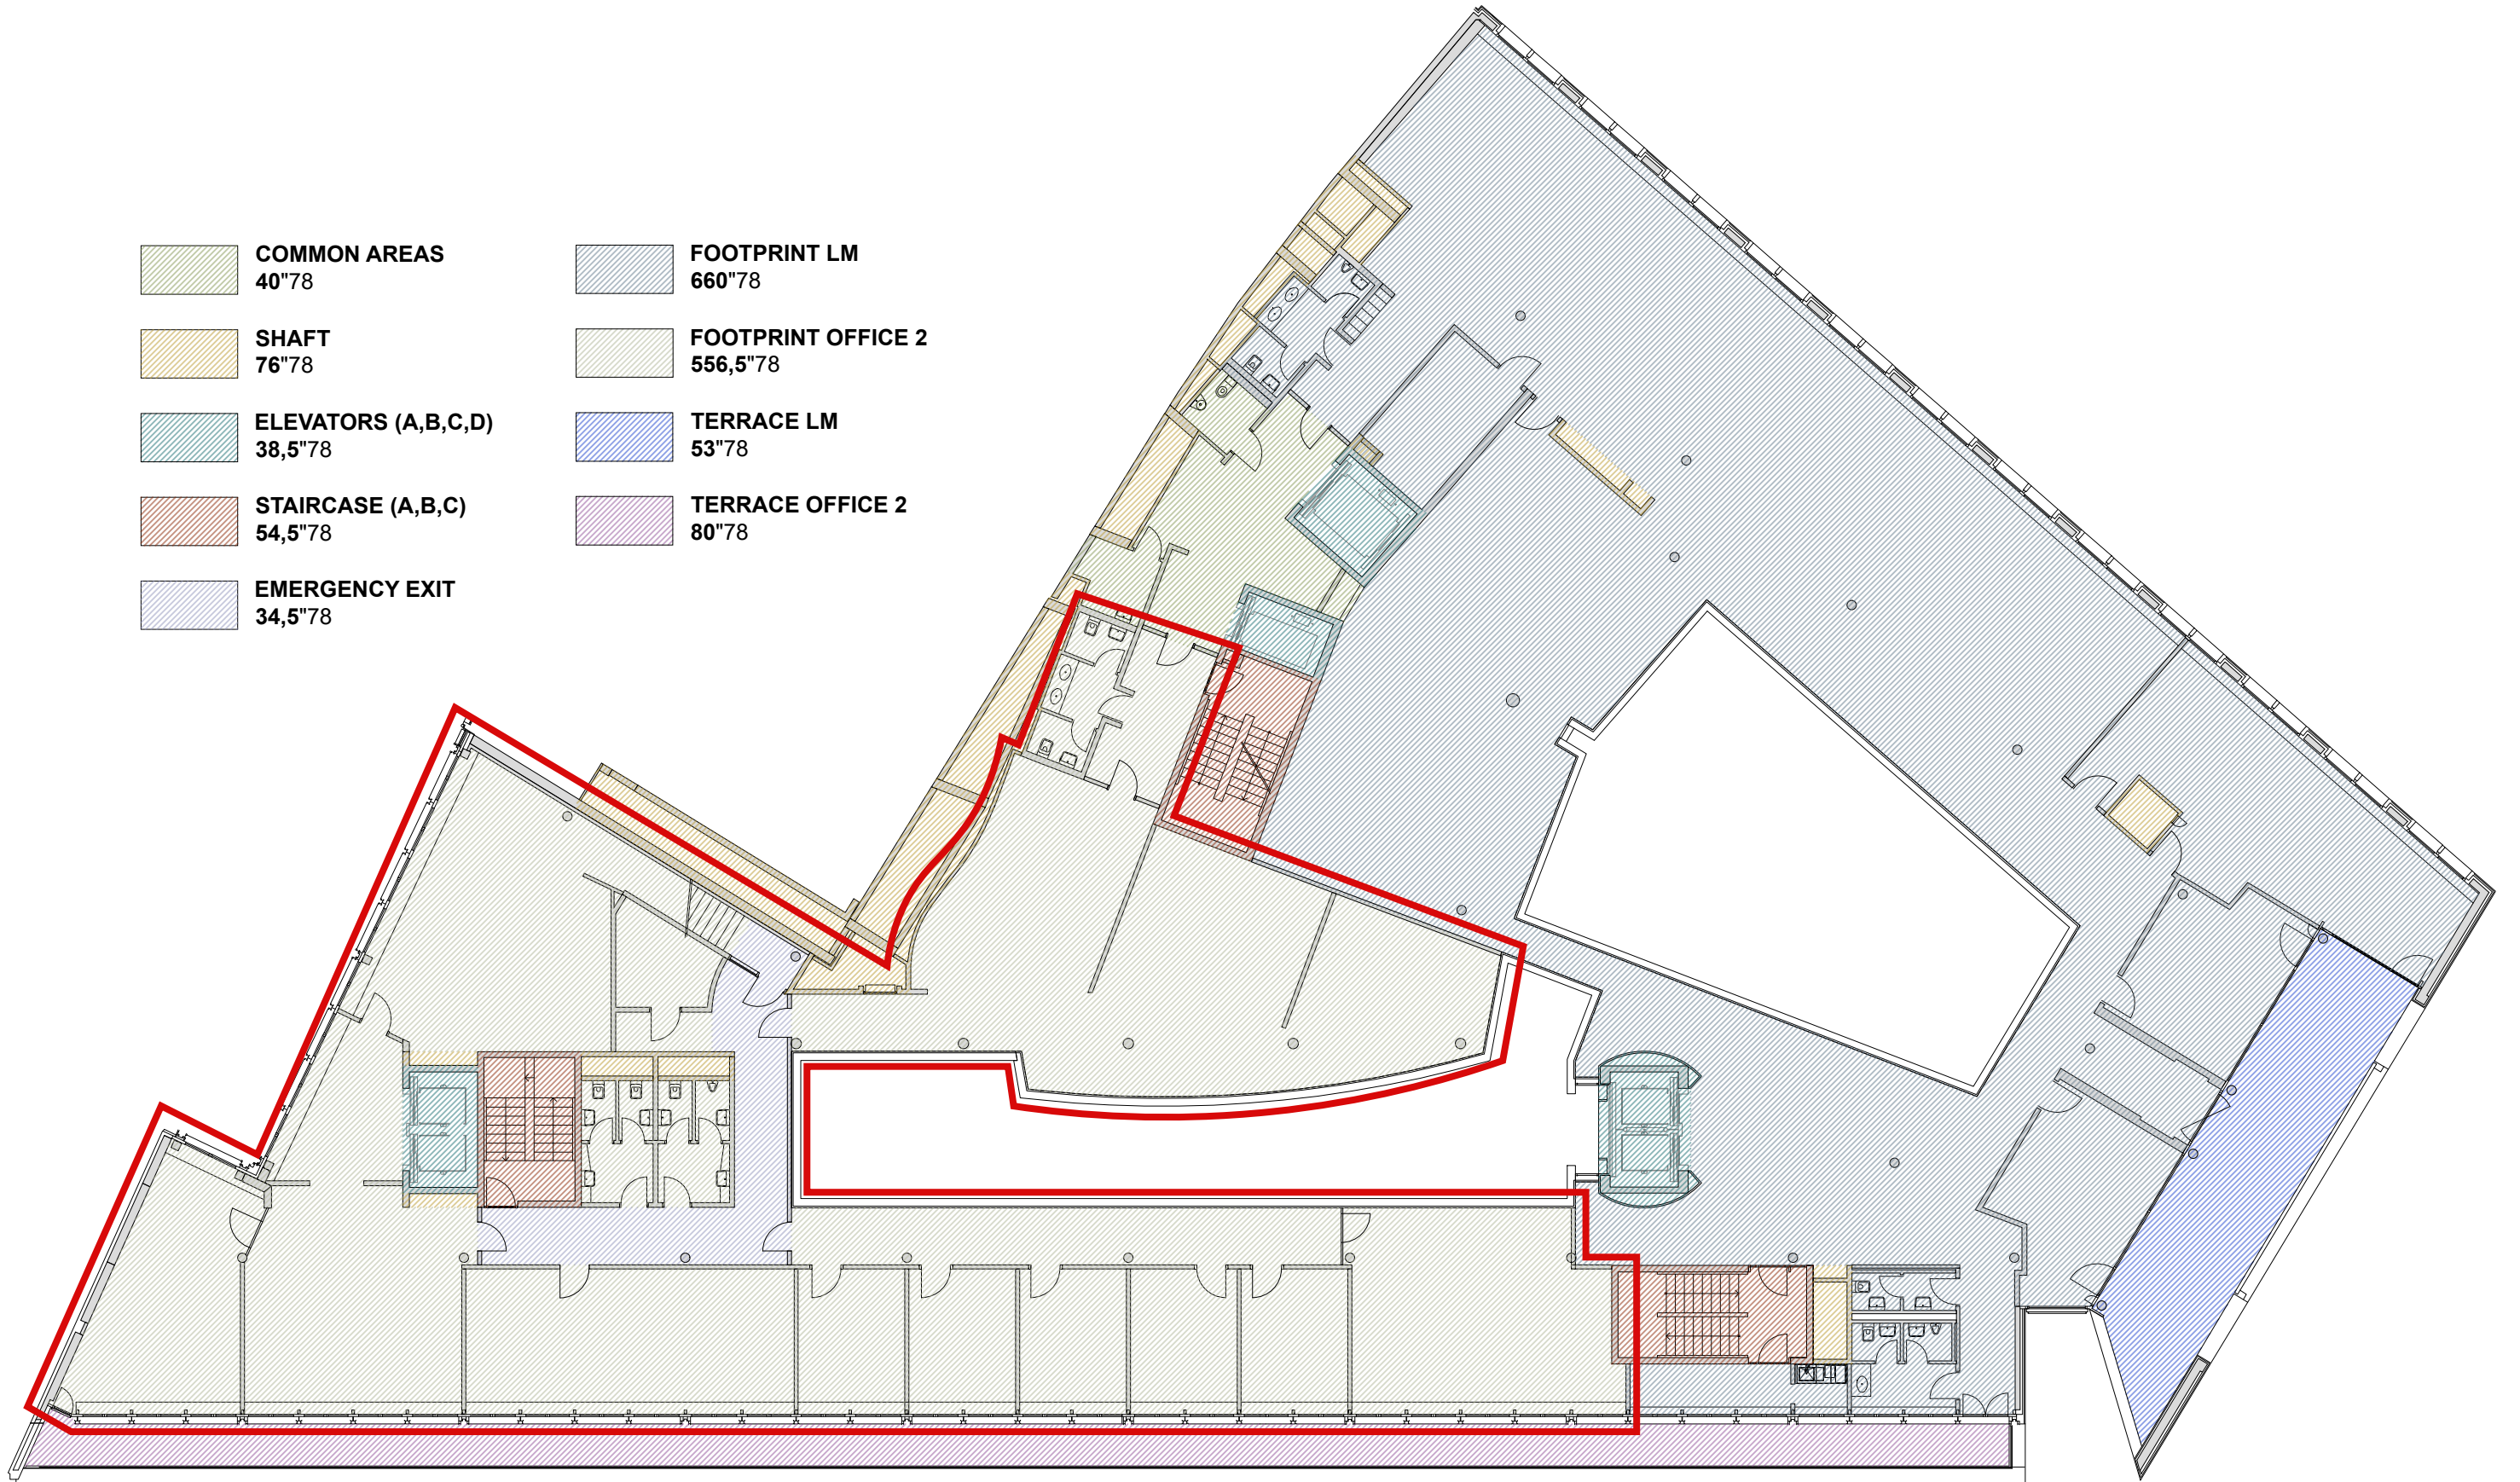 COMMON AREAS
40"78
SHAFT
76"78
ELEVATORS (A,B,C,D)
38,5"78
STAIRCASE (A,B,C)
54,5"78
EMERGENCY EXIT
34,5"78
FOOTPRINT LM
660"78
FOOTPRINT OFFICE 2
556,5"78
TERRACE LM
53"78
TERRACE OFFICE 2
80"78